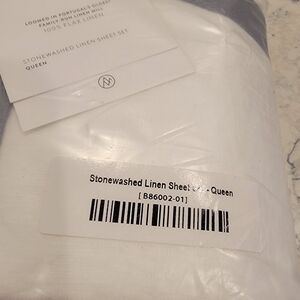 LOOMED IN PORTUGAL'S OLDEST
FAMILY-RUN LINEN MILL
100% FLAX LINEN
STONEWASHED LINEN SHEET SET
QUEEN
Stonewashed Linen Sheet - Queen
[ B86002-01]